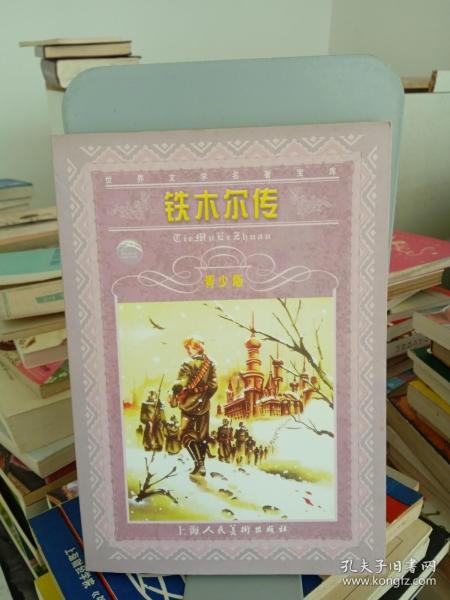 世界文学名著宝库
铁木尔传
TieMuErZhuan
青少版
上海人民美術出版社
孔夫子旧书网
www.kongfz.com